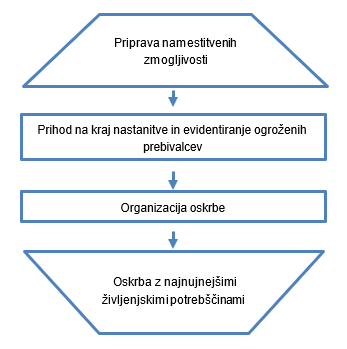 Priprava namestitvenih
zmogljivosti
Prihod na kraj nastanitve in evidentiranje ogroženih
prebivalcev
Organizacija oskrbe
Oskrba z najnujnejšimi
življenjskimi potrebščinami